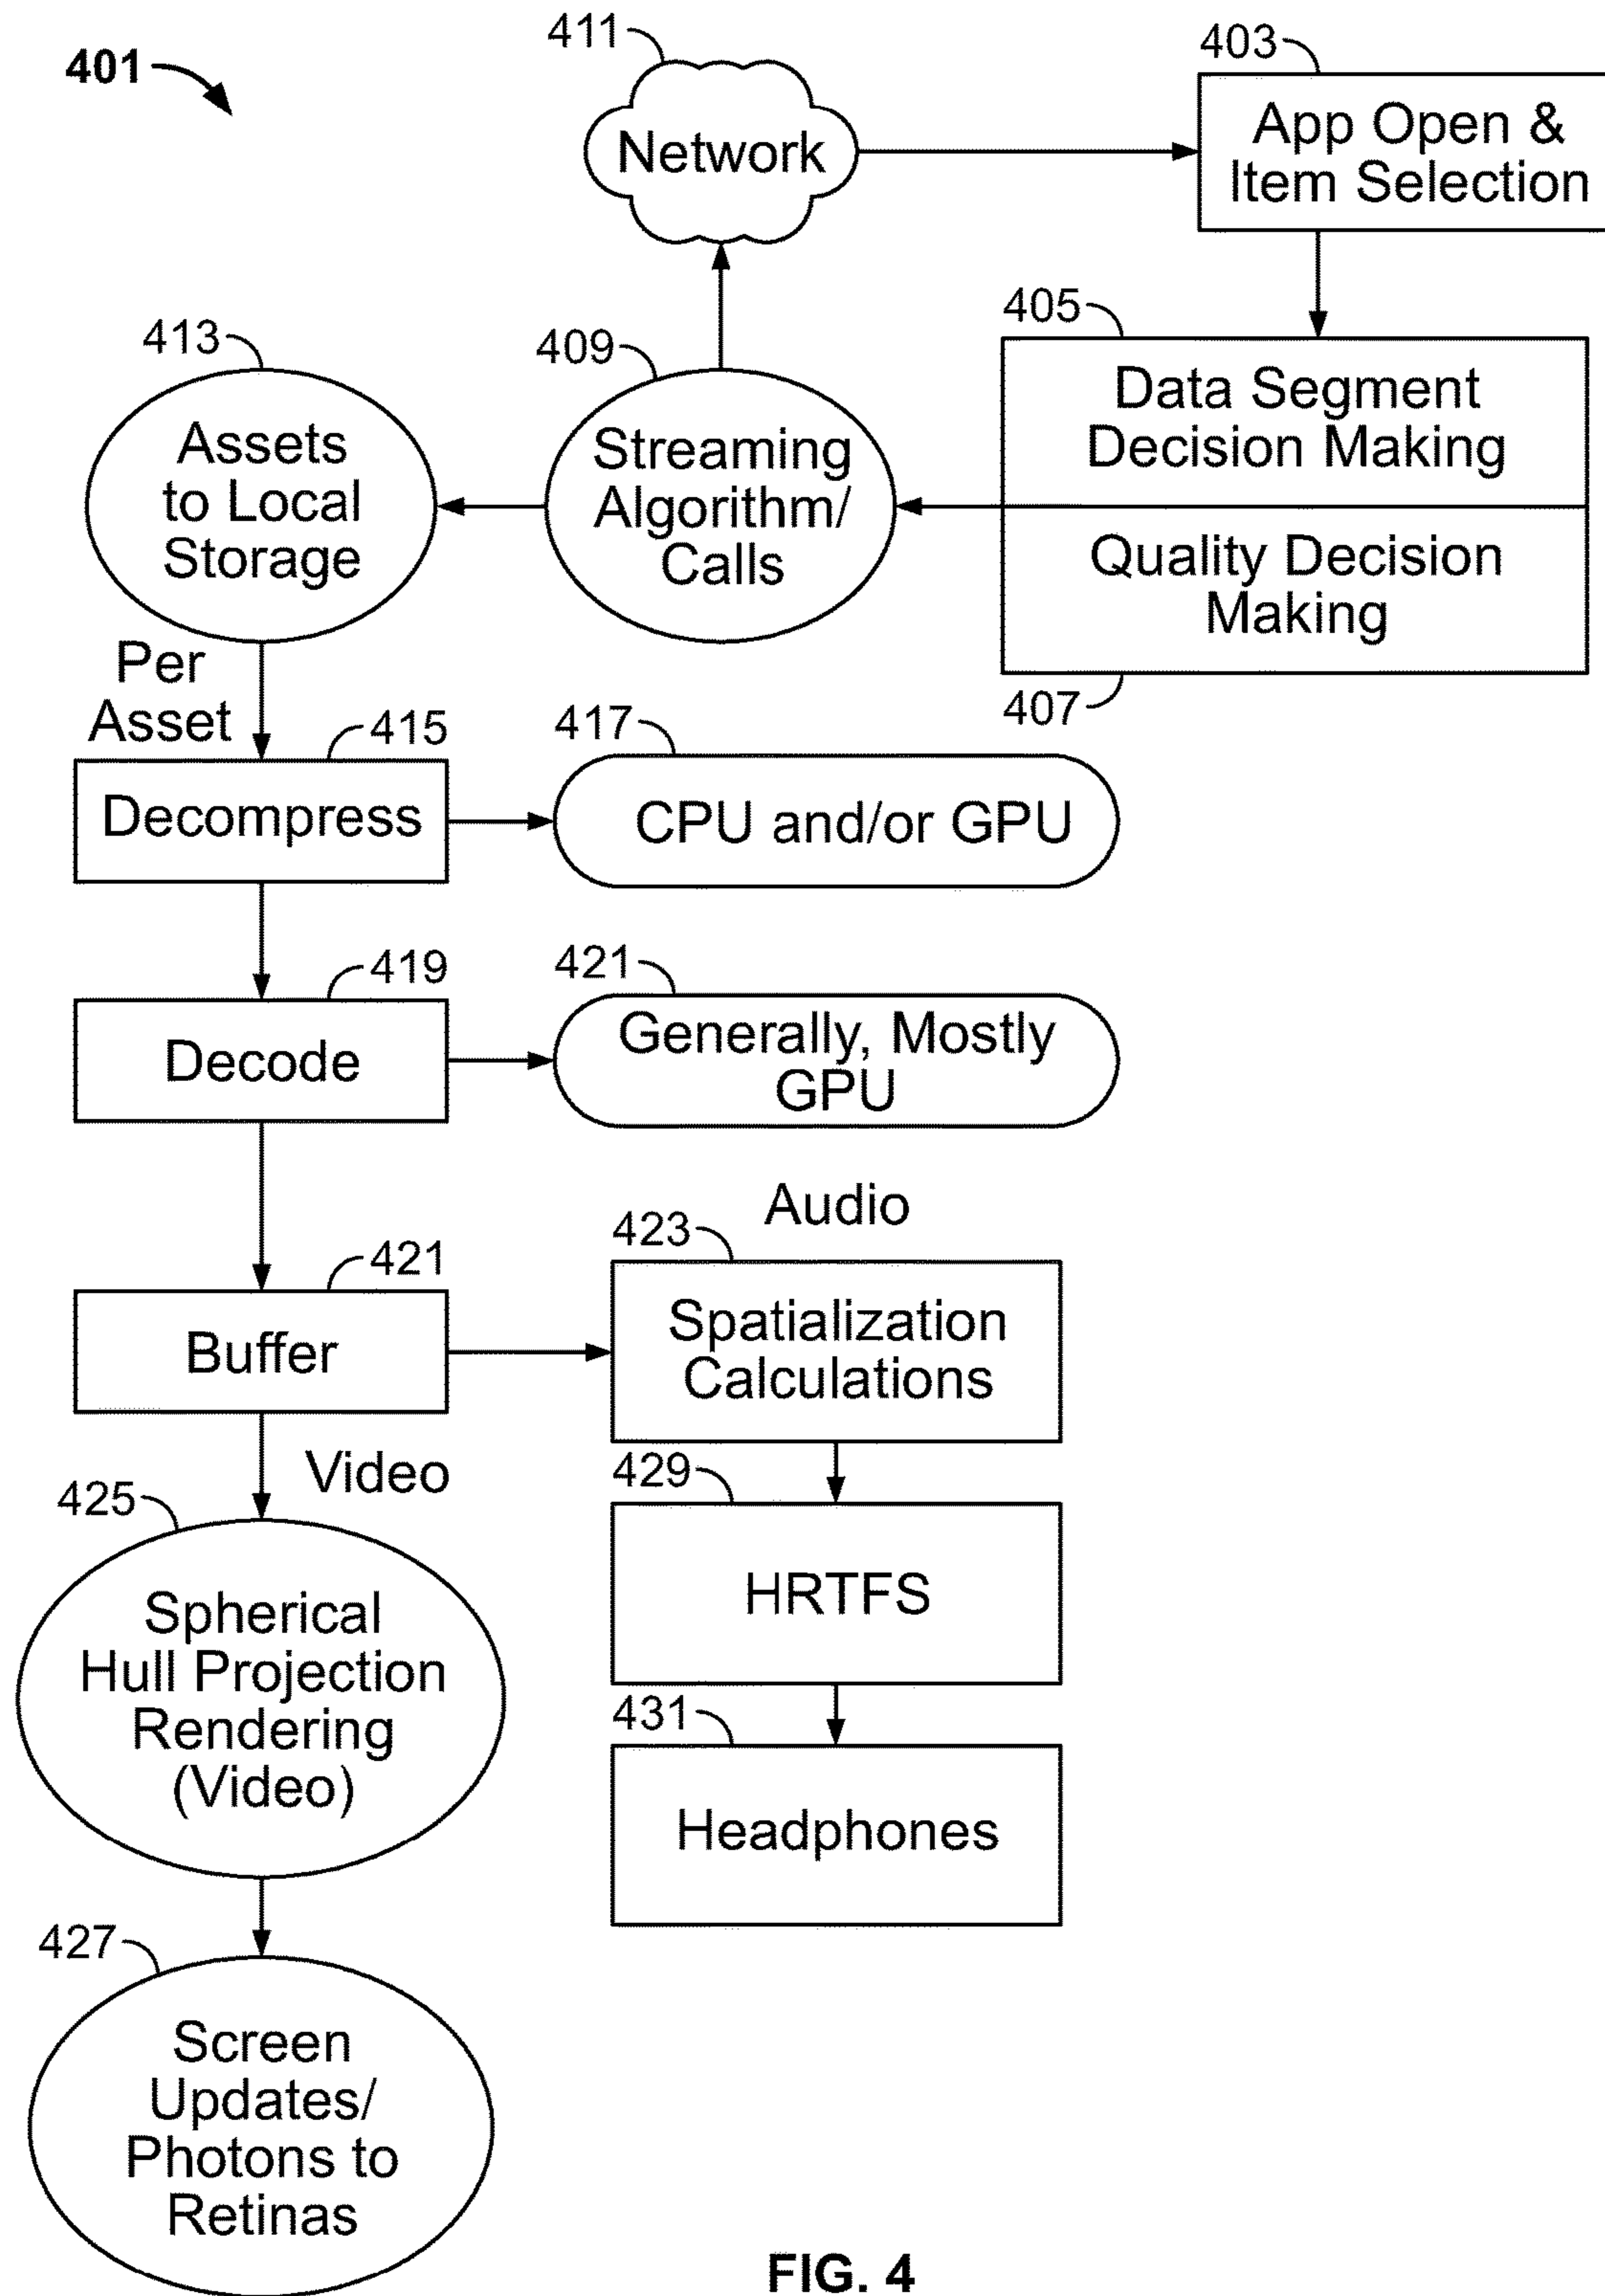 401
411
Network
403
App Open &
Item Selection
405
Data Segment
Decision Making
Quality Decision
Making
407
409
Streaming
Algorithm/
Calls
413
Assets
to Local
Storage
Per
Asset
415
Decompress
417
CPU and/or GPU
419
Decode
421
Generally, Mostly
GPU
421
Buffer
Audio
423
Spatialization
Calculations
Video
425
Spherical
Hull Projection
Rendering
(Video)
429
HRTFS
431
Headphones
427
Screen
Updates/
Photons to
Retinas
FIG. 4